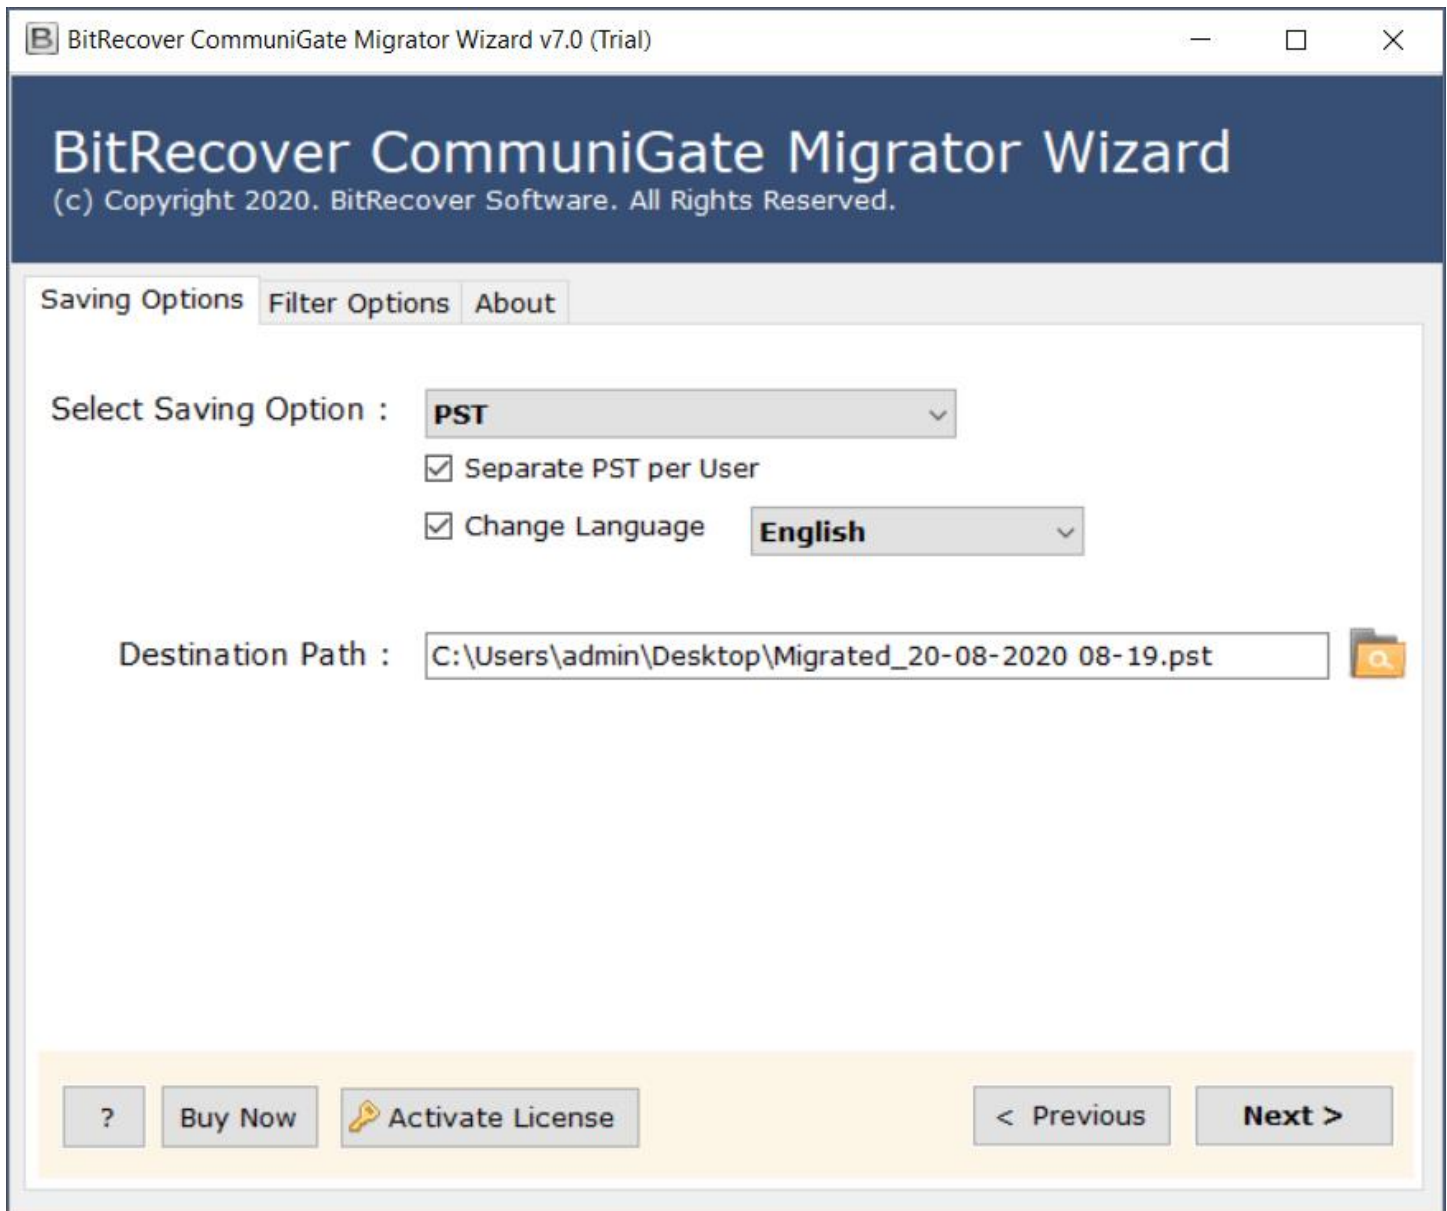 B BitRecover CommuniGate Migrator Wizard v7.0 (Trial)
BitRecover CommuniGate Migrator Wizard
(c) Copyright 2020. BitRecover Software. All Rights Reserved.
Saving Options Filter Options About
Select Saving Option : PST
Separate PST per User
Change Language English
Destination Path : C:\Users\admin\Desktop\Migrated_20-08-2020 08-19.pst
? Buy Now Activate License < Previous Next >